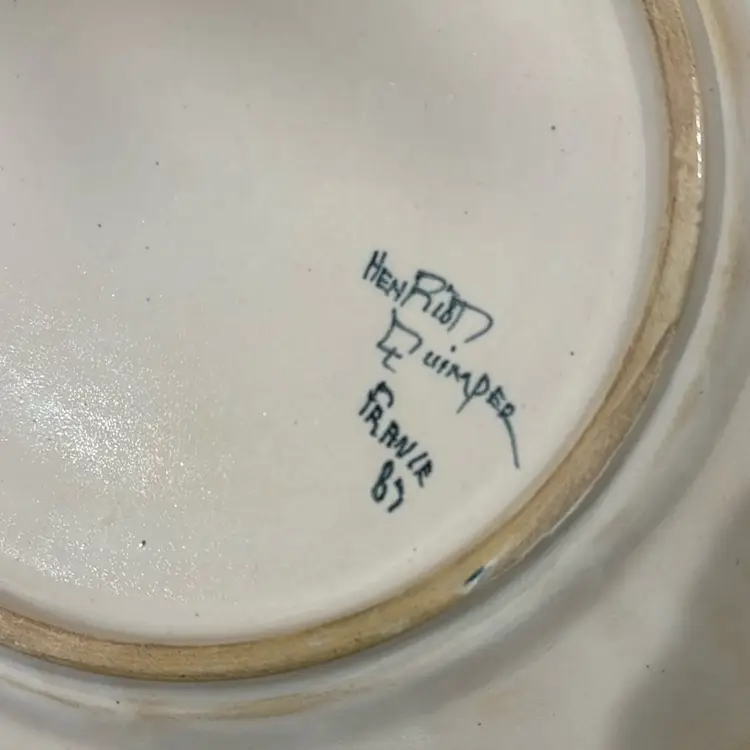 HENRIOT
QUIMPER
FRANCE
87